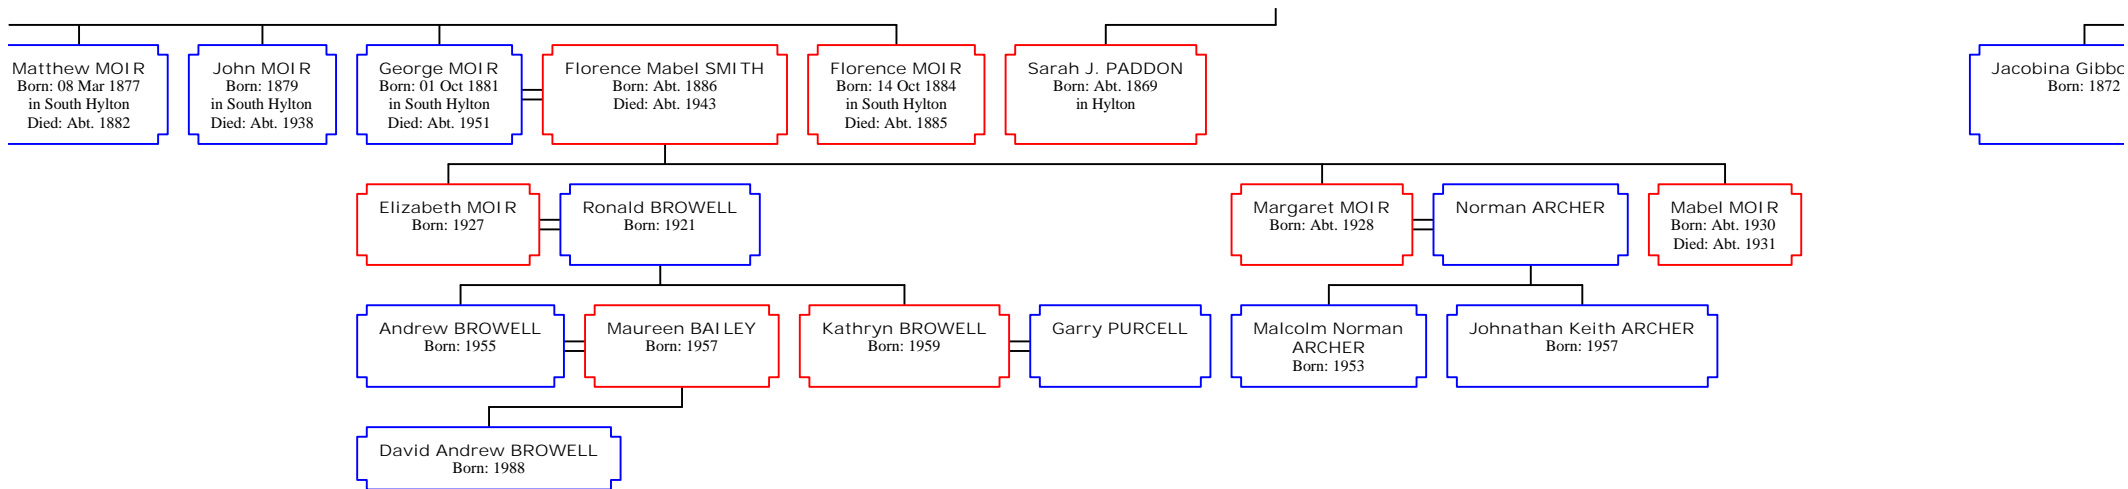 Matthew MOIR
Born: 08 Mar 1877
in South Hylton
Died: Abt. 1882
John MOIR
Born: 1879
in South Hylton
Died: Abt. 1938
George MOIR
Born: 01 Oct 1881
in South Hylton
Died: Abt. 1951
Florence Mabel SMITH
Born: Abt. 1886
Died: Abt. 1943
Florence MOIR
Born: 14 Oct 1884
in South Hylton
Died: Abt. 1885
Sarah J. PADDON
Born: Abt. 1869
in Hylton
Jacobina Gibbo
Born: 1872
Elizabeth MOIR
Born: 1927
Ronald BROWELL
Born: 1921
Margaret MOIR
Born: Abt. 1928
Norman ARCHER
Mabel MOIR
Born: Abt. 1930
Died: Abt. 1931
Andrew BROWELL
Born: 1955
Maureen BAILEY
Born: 1957
Kathryn BROWELL
Born: 1959
Garry PURCELL
Malcolm Norman
ARCHER
Born: 1953
Johnathan Keith ARCHER
Born: 1957
David Andrew BROWELL
Born: 1988